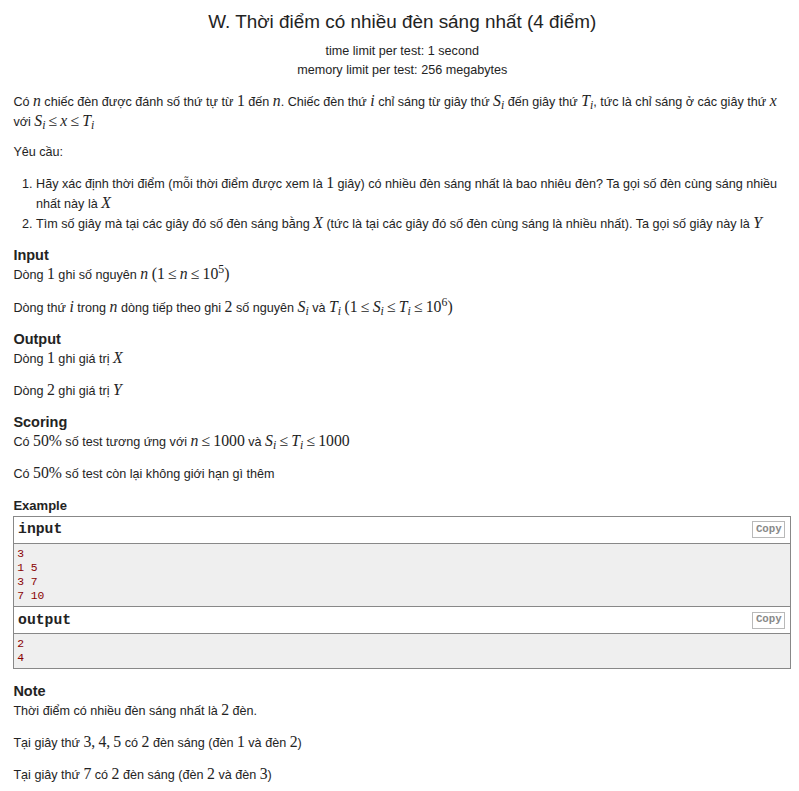 W. Thời điểm có nhiều đèn sáng nhất (4 điểm)
time limit per test: 1 second
memory limit per test: 256 megabytes
Có n chiếc đèn được đánh số thứ tự từ 1 đến n. Chiếc đèn thứ i chỉ sáng từ giây thứ S_i đến giây thứ T_i, tức là chỉ sáng ở các giây thứ x
với S_i ≤ x ≤ T_i
Yêu cầu:
1. Hãy xác định thời điểm (mỗi thời điểm được xem là 1 giây) có nhiều đèn sáng nhất là bao nhiêu đèn? Ta gọi số đèn cùng sáng nhiều
nhất này là X
2. Tìm số giây mà tại các giây đó số đèn sáng bằng X (tức là tại các giây đó số đèn cùng sáng là nhiều nhất). Ta gọi số giây này là Y
Input
Dòng 1 ghi số nguyên n (1 ≤ n ≤ 10^5)
Dòng thứ i trong n dòng tiếp theo ghi 2 số nguyên S_i và T_i (1 ≤ S_i ≤ T_i ≤ 10^6)
Output
Dòng 1 ghi giá trị X
Dòng 2 ghi giá trị Y
Scoring
Có 50% số test tương ứng với n ≤ 1000 và S_i ≤ T_i ≤ 1000
Có 50% số test còn lại không giới hạn gì thêm
Example
input Copy
3
1 5
3 7
7 10
output Copy
2
4
Note
Thời điểm có nhiều đèn sáng nhất là 2 đèn.
Tại giây thứ 3, 4, 5 có 2 đèn sáng (đèn 1 và đèn 2)
Tại giây thứ 7 có 2 đèn sáng (đèn 2 và đèn 3)